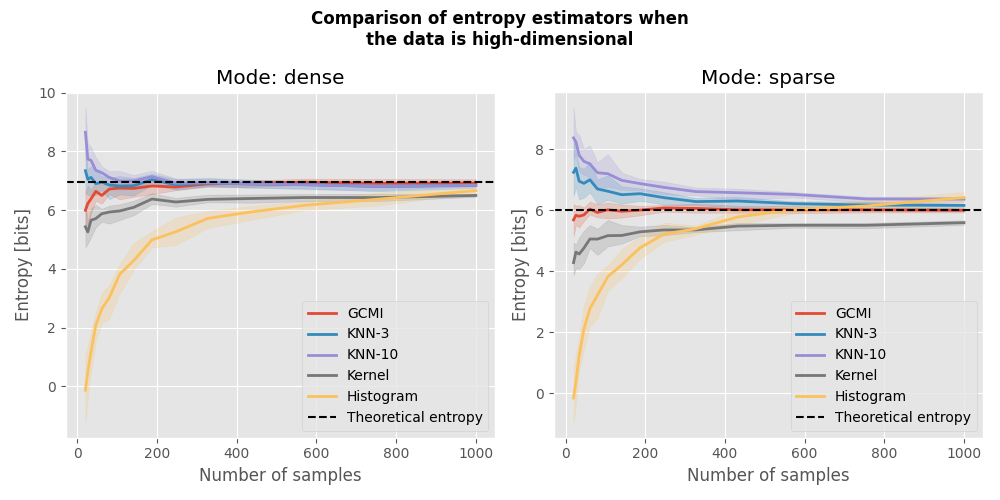 Comparison of entropy estimators when
the data is high-dimensional
Mode: dense
Entropy [bits]
10
8
6
4
2
0
0 200 400 600 800 1000
Number of samples
GCMI
KNN-3
KNN-10
Kernel
Histogram
Theoretical entropy
Mode: sparse
Entropy [bits]
8
6
4
2
0
0 200 400 600 800 1000
Number of samples
GCMI
KNN-3
KNN-10
Kernel
Histogram
Theoretical entropy